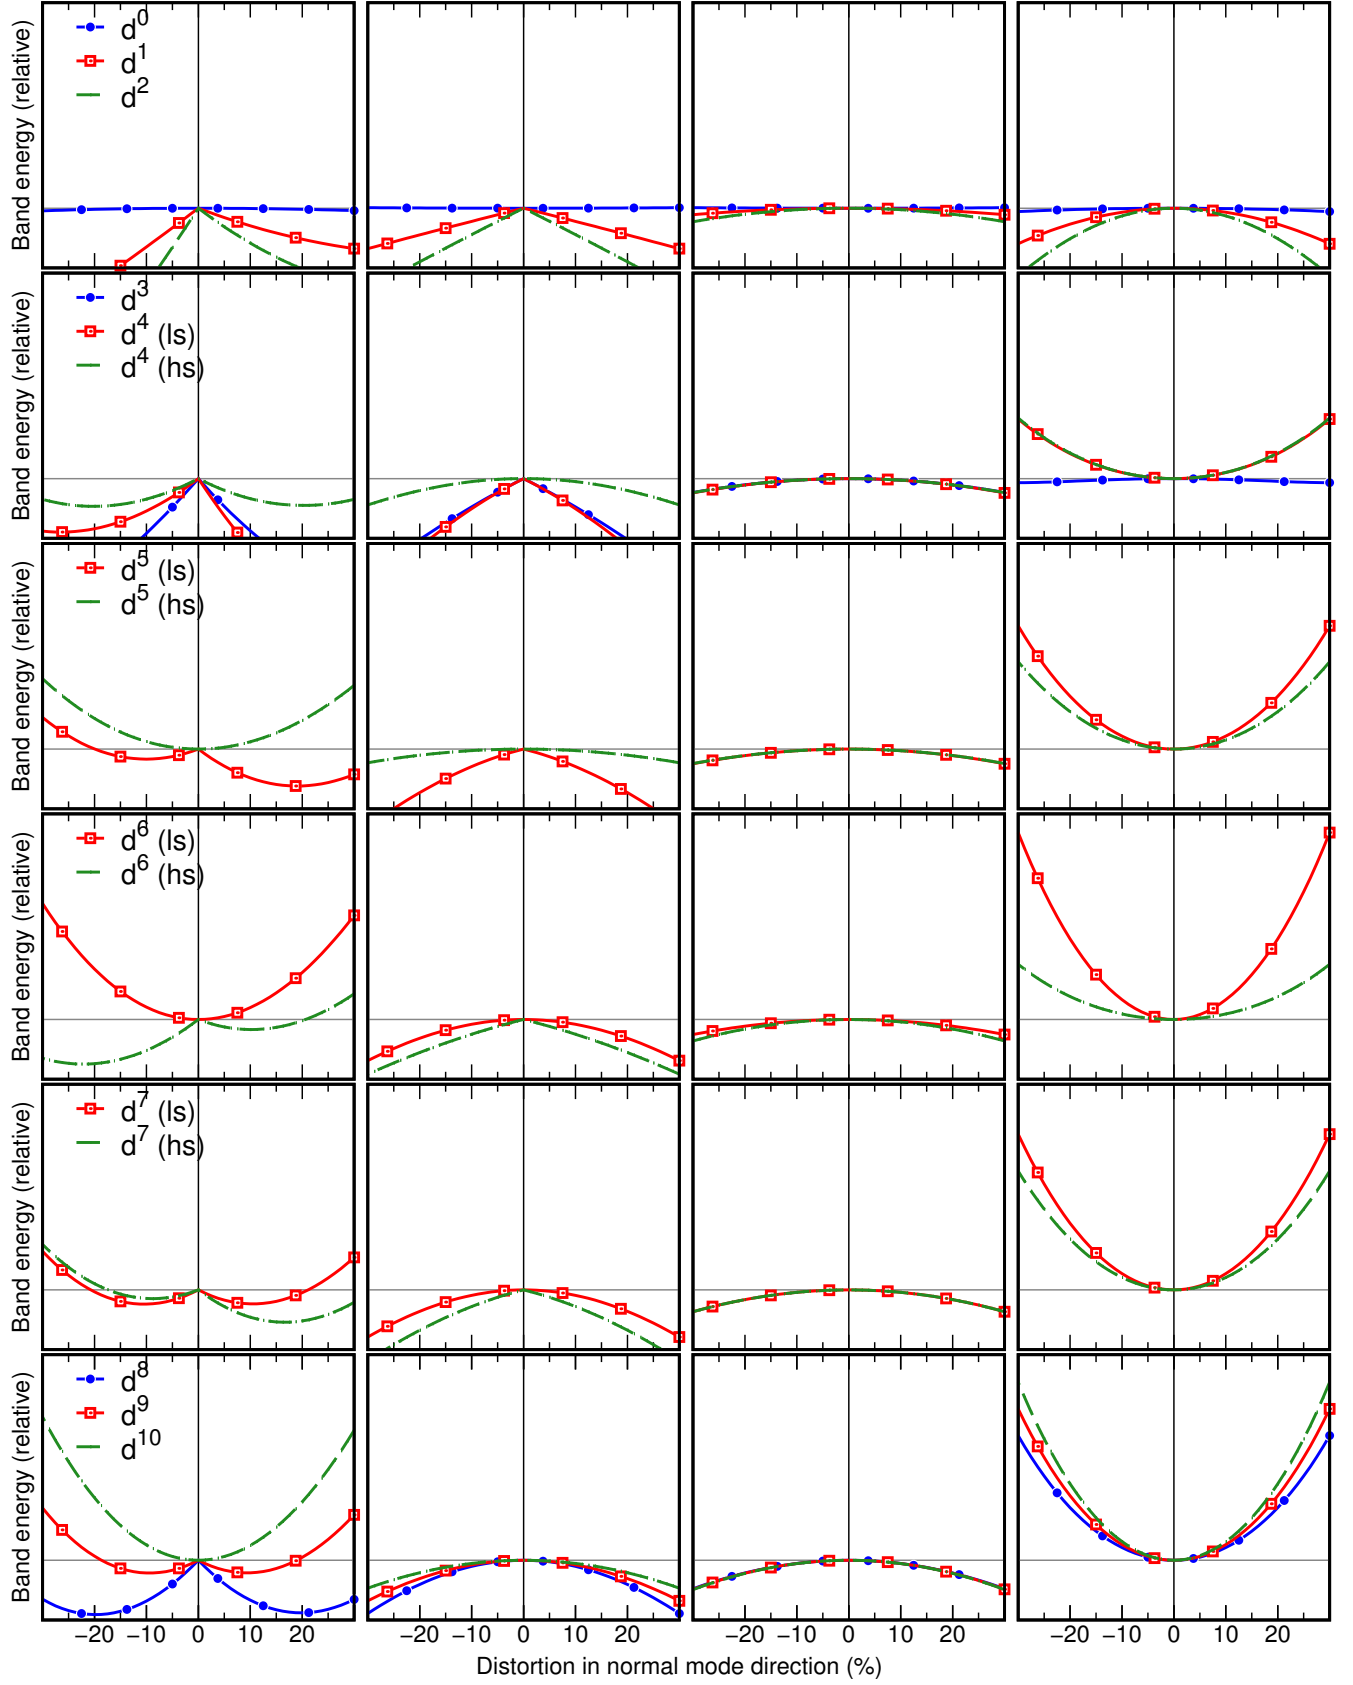 Band energy (relative)
d⁰
d¹
d²
Band energy (relative)
d³
d⁴ (ls)
d⁴ (hs)
Band energy (relative)
d⁵ (ls)
d⁵ (hs)
Band energy (relative)
d⁶ (ls)
d⁶ (hs)
Band energy (relative)
d⁷ (ls)
d⁷ (hs)
Band energy (relative)
d⁸
d⁹
d¹⁰
−20 −10 0 10 20 −20 −10 0 10 20 −20 −10 0 10 20 −20 −10 0 10 20
Distortion in normal mode direction (%)